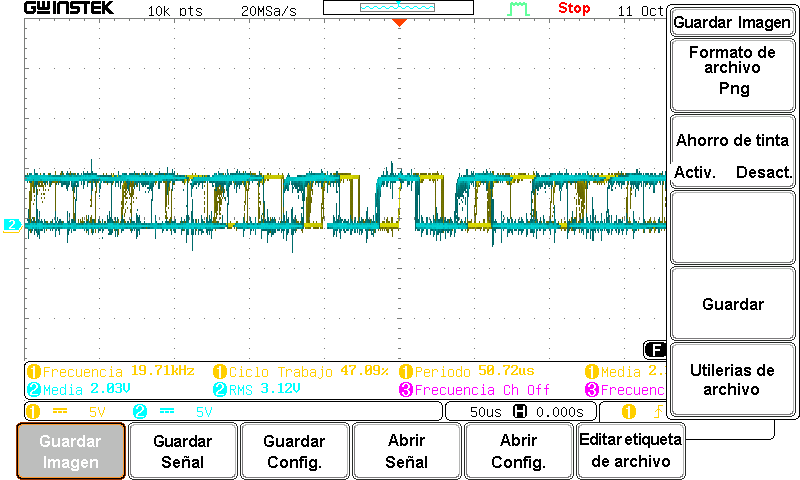 GWINSTEK 10k pts 20MSa/s Stop 11 Oct
Guardar Imagen
Formato de
archivo
Png
Ahorro de tinta
Activ. Desact.
2
Guardar
F
Utilerias de
archivo
1 Frecuencia 19.71kHz 1 Ciclo Trabajo 47.09% 1 Periodo 50.72us 1 Media 2.
2 Media 2.03V 2 RMS 3.12V 3 Frecuencia Ch Off 3 Frecuenc
1 5V 2 5V 50us H 0.000s 1
Guardar
Imagen
Guardar
Señal
Guardar
Config.
Abrir
Señal
Abrir
Config.
Editar etiqueta
de archivo